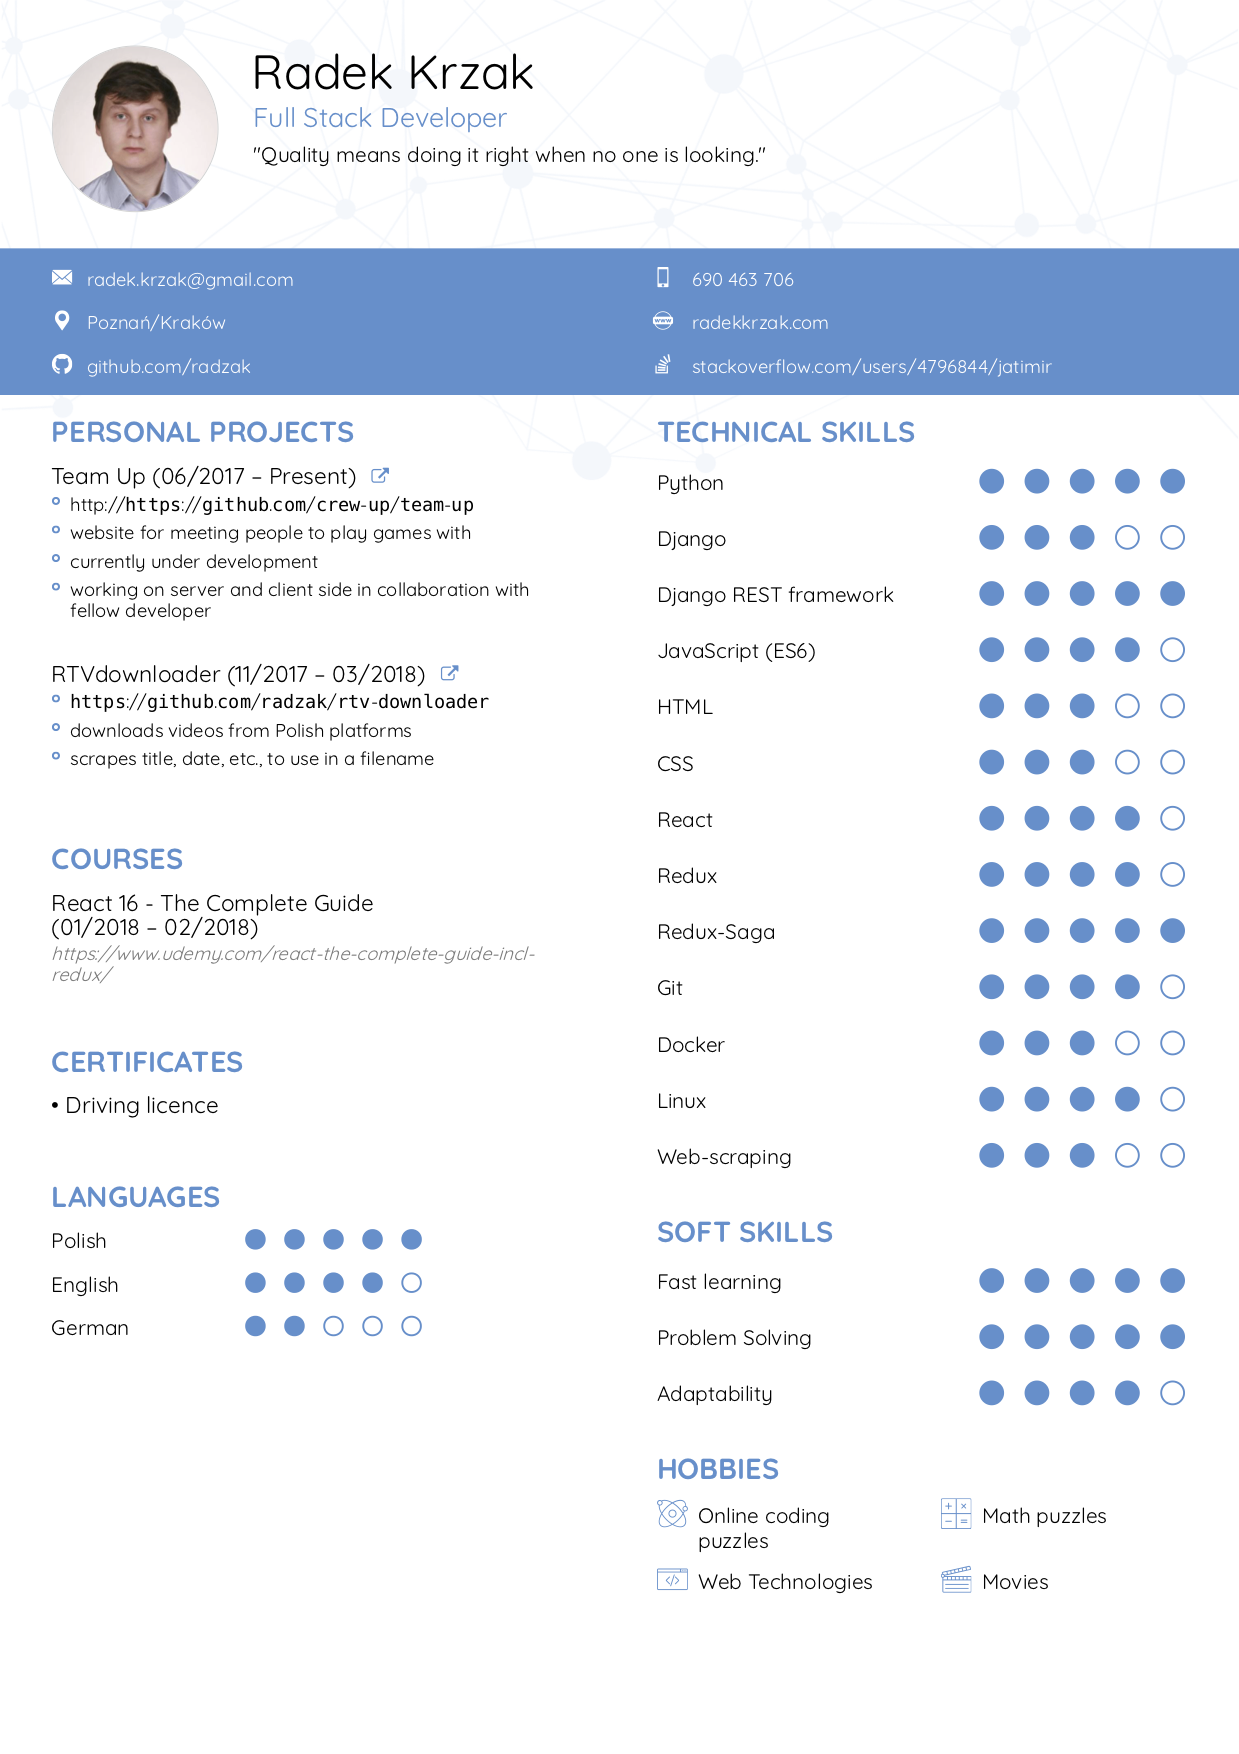 Radek Krzak
Full Stack Developer
"Quality means doing it right when no one is looking."
radek.krzak@gmail.com
690 463 706
Poznań/Kraków
radekkrzak.com
github.com/radzak
stackoverflow.com/users/4796844/jatimir
PERSONAL PROJECTS
Team Up (06/2017 – Present)
http://https://github.com/crew-up/team-up
website for meeting people to play games with
currently under development
working on server and client side in collaboration with
fellow developer
RTVdownloader (11/2017 – 03/2018)
https://github.com/radzak/rtv-downloader
downloads videos from Polish platforms
scrapes title, date, etc., to use in a filename
COURSES
React 16 - The Complete Guide
(01/2018 – 02/2018)
https://www.udemy.com/react-the-complete-guide-incl-
redux/
CERTIFICATES
• Driving licence
LANGUAGES
Polish
English
German
TECHNICAL SKILLS
Python
Django
Django REST framework
JavaScript (ES6)
HTML
CSS
React
Redux
Redux-Saga
Git
Docker
Linux
Web-scraping
SOFT SKILLS
Fast learning
Problem Solving
Adaptability
HOBBIES
Online coding
puzzles
Math puzzles
Web Technologies
Movies